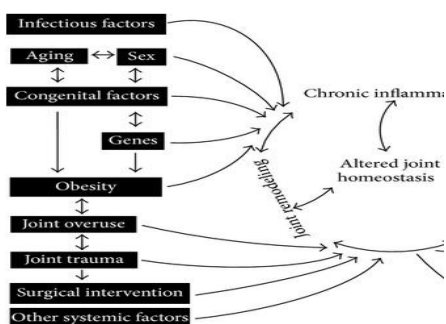 Infectious factors
Aging
Sex
Congenital factors
Chronic inflamma
Genes
Altered joint
homeostasis
Joint remodeling
Obesity
Joint overuse
Joint trauma
Surgical intervention
Other systemic factors